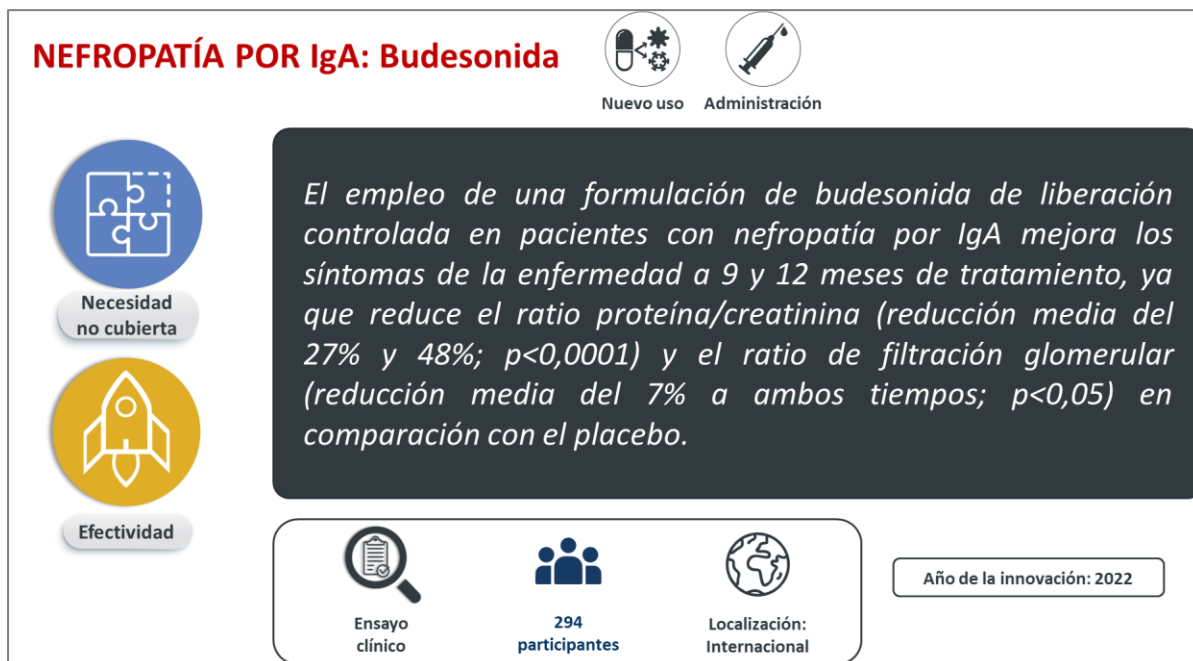 NEFROPATÍA POR IgA: Budesonida
Nuevo uso
Administración
Necesidad
no cubierta
Efectividad
El empleo de una formulación de budesonida de liberación
controlada en pacientes con nefropatía por IgA mejora los
síntomas de la enfermedad a 9 y 12 meses de tratamiento, ya
que reduce el ratio proteína/creatinina (reducción media del
27% y 48%; p<0,0001) y el ratio de filtración glomerular
(reducción media del 7% a ambos tiempos; p<0,05) en
comparación con el placebo.
Ensayo
clínico
294
participantes
Localización:
Internacional
Año de la innovación: 2022